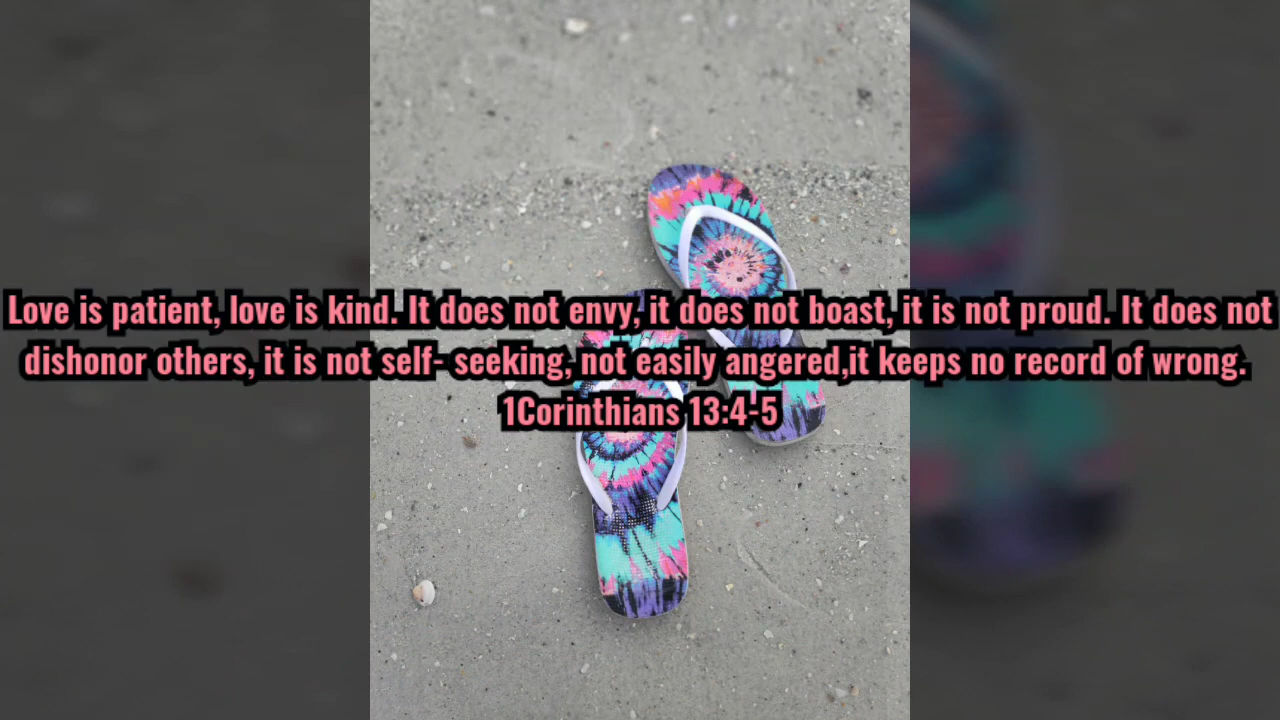 Love is patient, love is kind. It does not envy, it does not boast, it is not proud. It does not
dishonor others, it is not self- seeking, not easily angered,it keeps no record of wrong.
1Corinthians 13:4-5